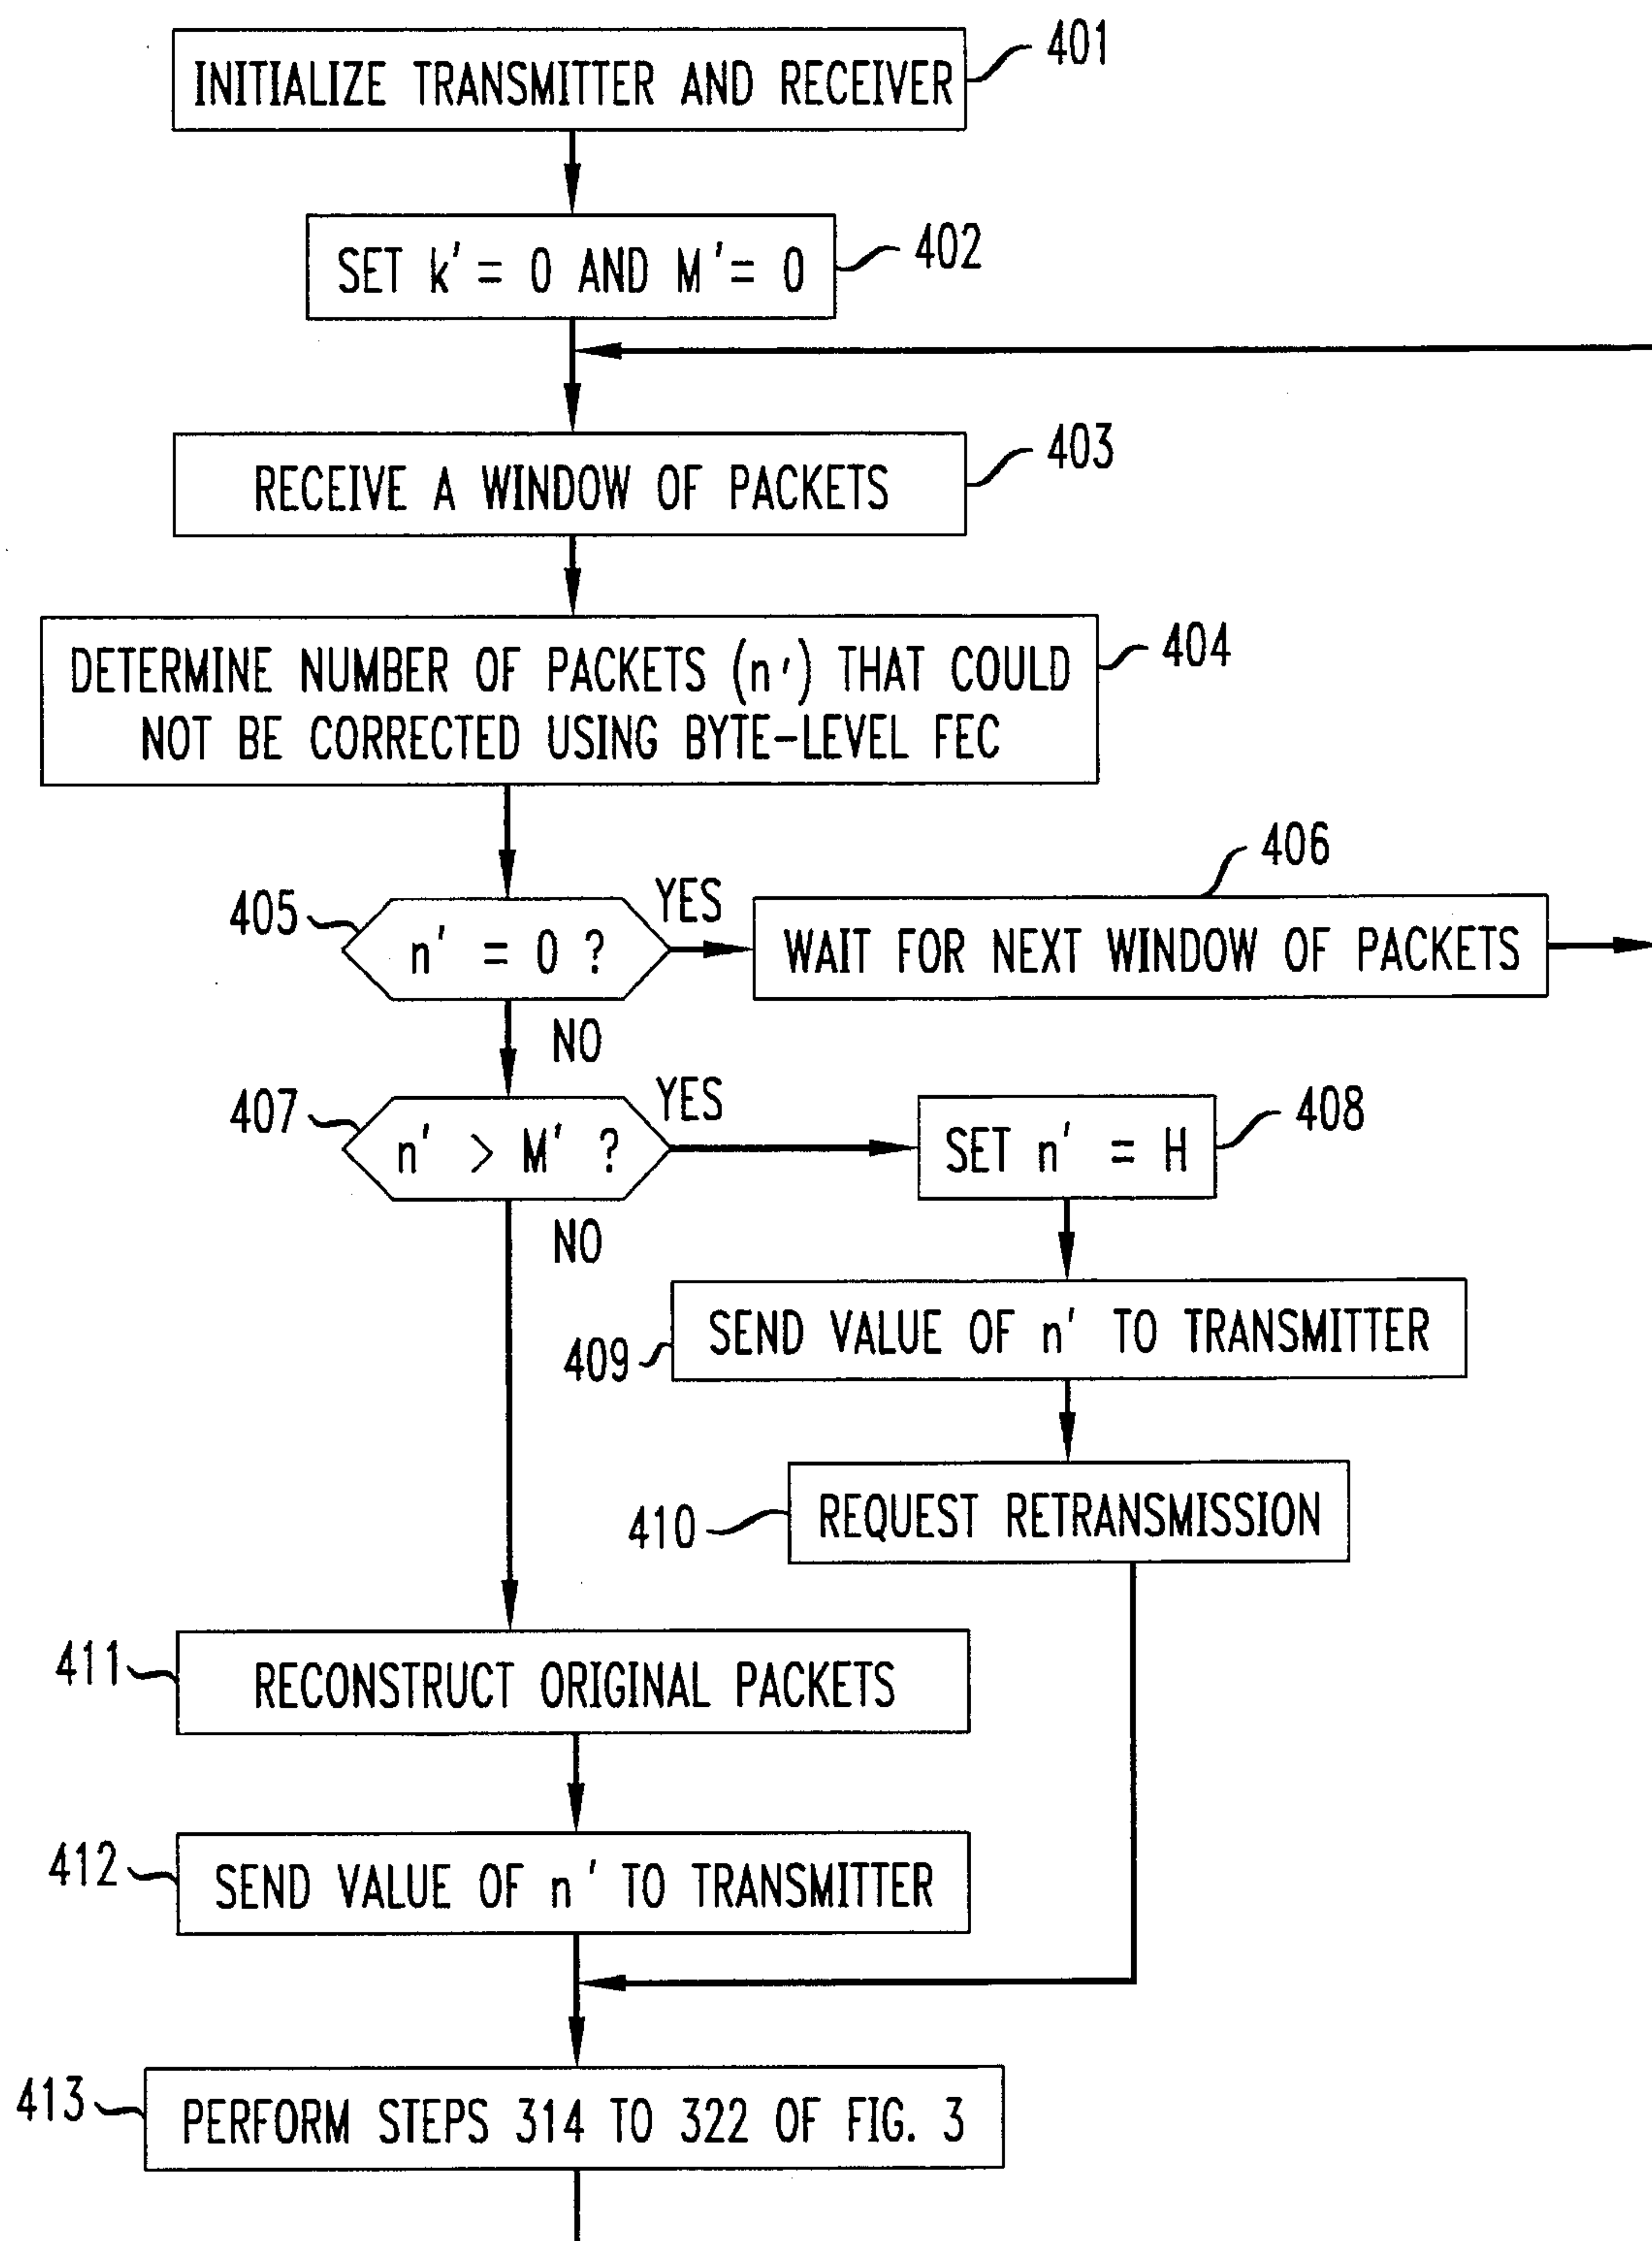 401
INITIALIZE TRANSMITTER AND RECEIVER
402
SET k' = 0 AND M' = 0
403
RECEIVE A WINDOW OF PACKETS
404
DETERMINE NUMBER OF PACKETS (n') THAT COULD
NOT BE CORRECTED USING BYTE-LEVEL FEC
406
405
YES
n' = 0 ?
WAIT FOR NEXT WINDOW OF PACKETS
NO
407
YES
408
n' > M' ?
SET n' = H
NO
SEND VALUE OF n' TO TRANSMITTER
409
REQUEST RETRANSMISSION
410
411
RECONSTRUCT ORIGINAL PACKETS
412
SEND VALUE OF n' TO TRANSMITTER
413
PERFORM STEPS 314 TO 322 OF FIG. 3